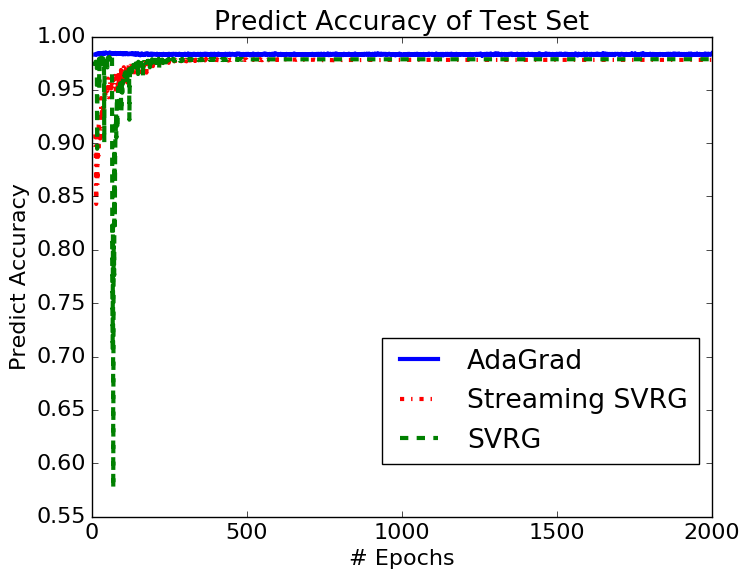 Predict Accuracy of Test Set
1.00
0.95
0.90
0.85
0.80
0.75
0.70
0.65
0.60
0.55
Predict Accuracy
AdaGrad
Streaming SVRG
SVRG
0 500 1000 1500 2000
# Epochs